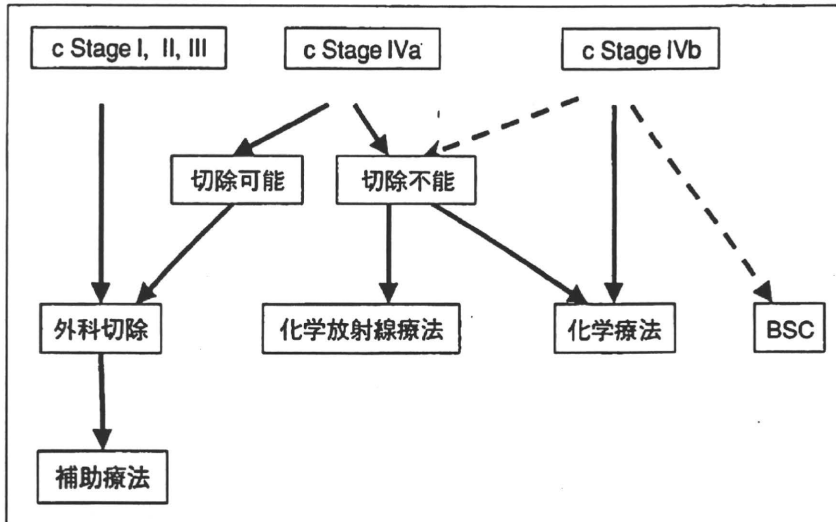 c Stage I, II, III
c Stage IVa
c Stage IVb
切除可能
切除不能
外科切除
化学放射線療法
化学療法
BSC
補助療法